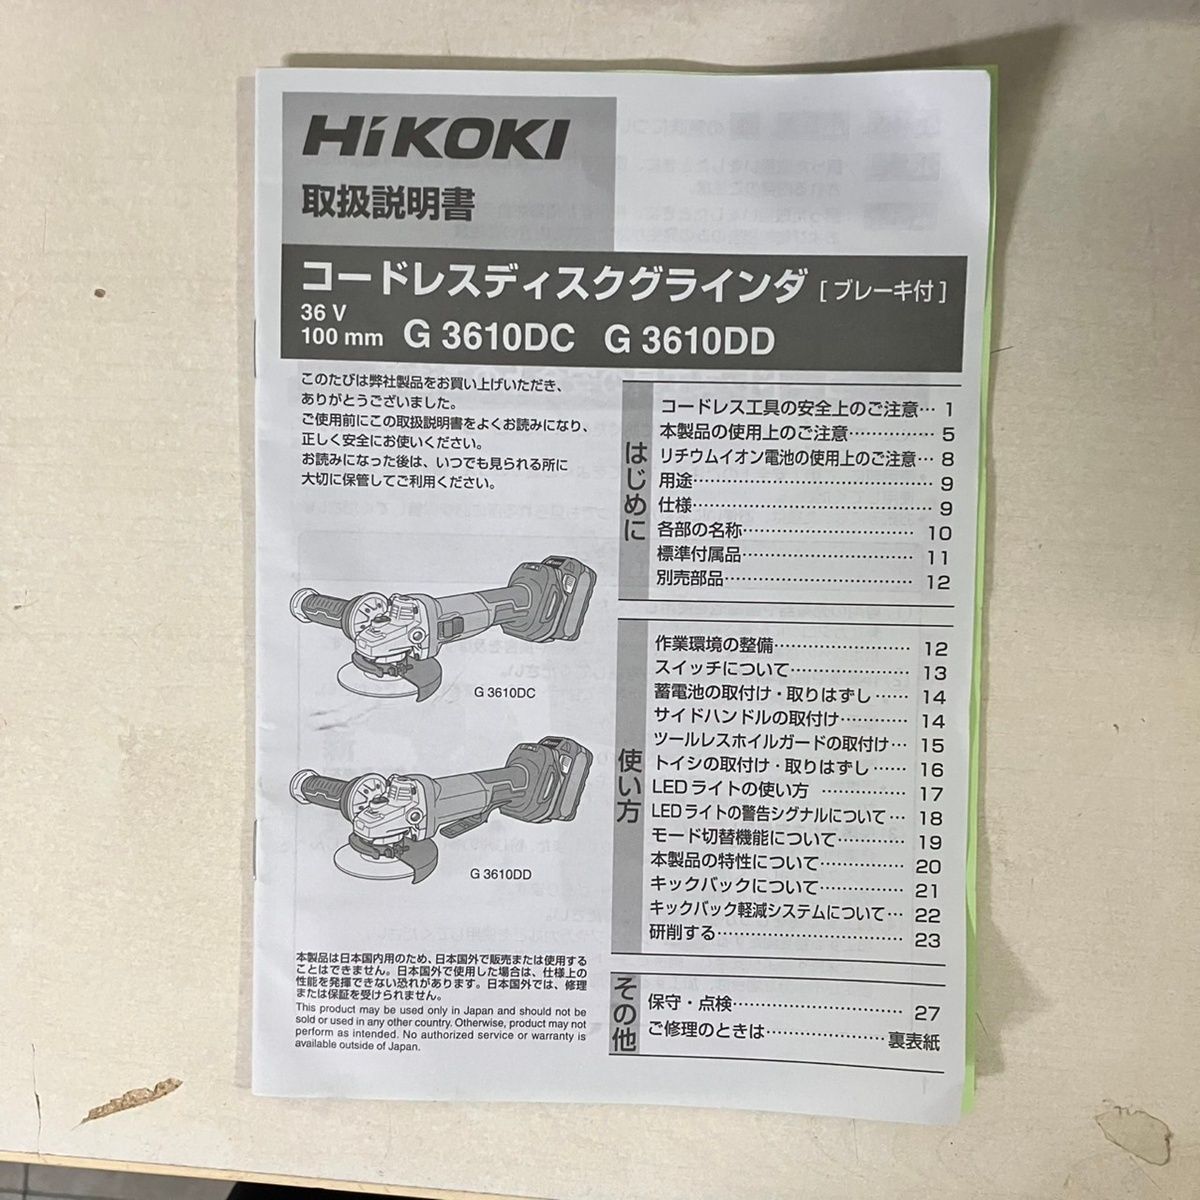 HiKOKI
取扱説明書
コードレスディスクグラインダ [ブレーキ付]
36 V
100 mm G 3610DC G 3610DD
このたびは弊社製品をお買い上げいただき、
ありがとうございました。
ご使用前にこの取扱説明書をよくお読みになり、
正しく安全にお使いください。
お読みになった後は、いつでも見られる所に
大切に保管してご利用ください。
HiKOKI
G 3610DC
G 3610DD
本製品は日本国内用のため、日本国外で販売または使用する
ことはできません。日本国外で使用した場合は、仕様上の
性能を発揮できない恐れがあります。日本国外では、修理
または保証を受けられません。
This product may be used only in Japan and should not be
sold or used in any other country. Otherwise, product may not
perform as intended. No authorized service or warranty is
available outside of Japan.
はじめに
コードレス工具の安全上のご注意… 1
本製品の使用上のご注意………… 5
リチウムイオン電池の使用上のご注意… 8
用途………………………… 9
仕様………………………… 9
各部の名称………………… 10
標準付属品………………… 11
別売部品…………………… 12
使い方
作業環境の整備……………… 12
スイッチについて…………… 13
蓄電池の取付け・取りはずし…… 14
サイドハンドルの取付け……… 14
ツールレスホイルガードの取付け… 15
トイシの取付け・取りはずし…… 16
LEDライトの使い方 ………… 17
LEDライトの警告シグナルについて… 18
モード切替機能について……… 19
本製品の特性について………… 20
キックバックについて………… 21
キックバック軽減システムについて… 22
研削する…………………… 23
その他
保守・点検………………… 27
ご修理のときは…………… 裏表紙
1